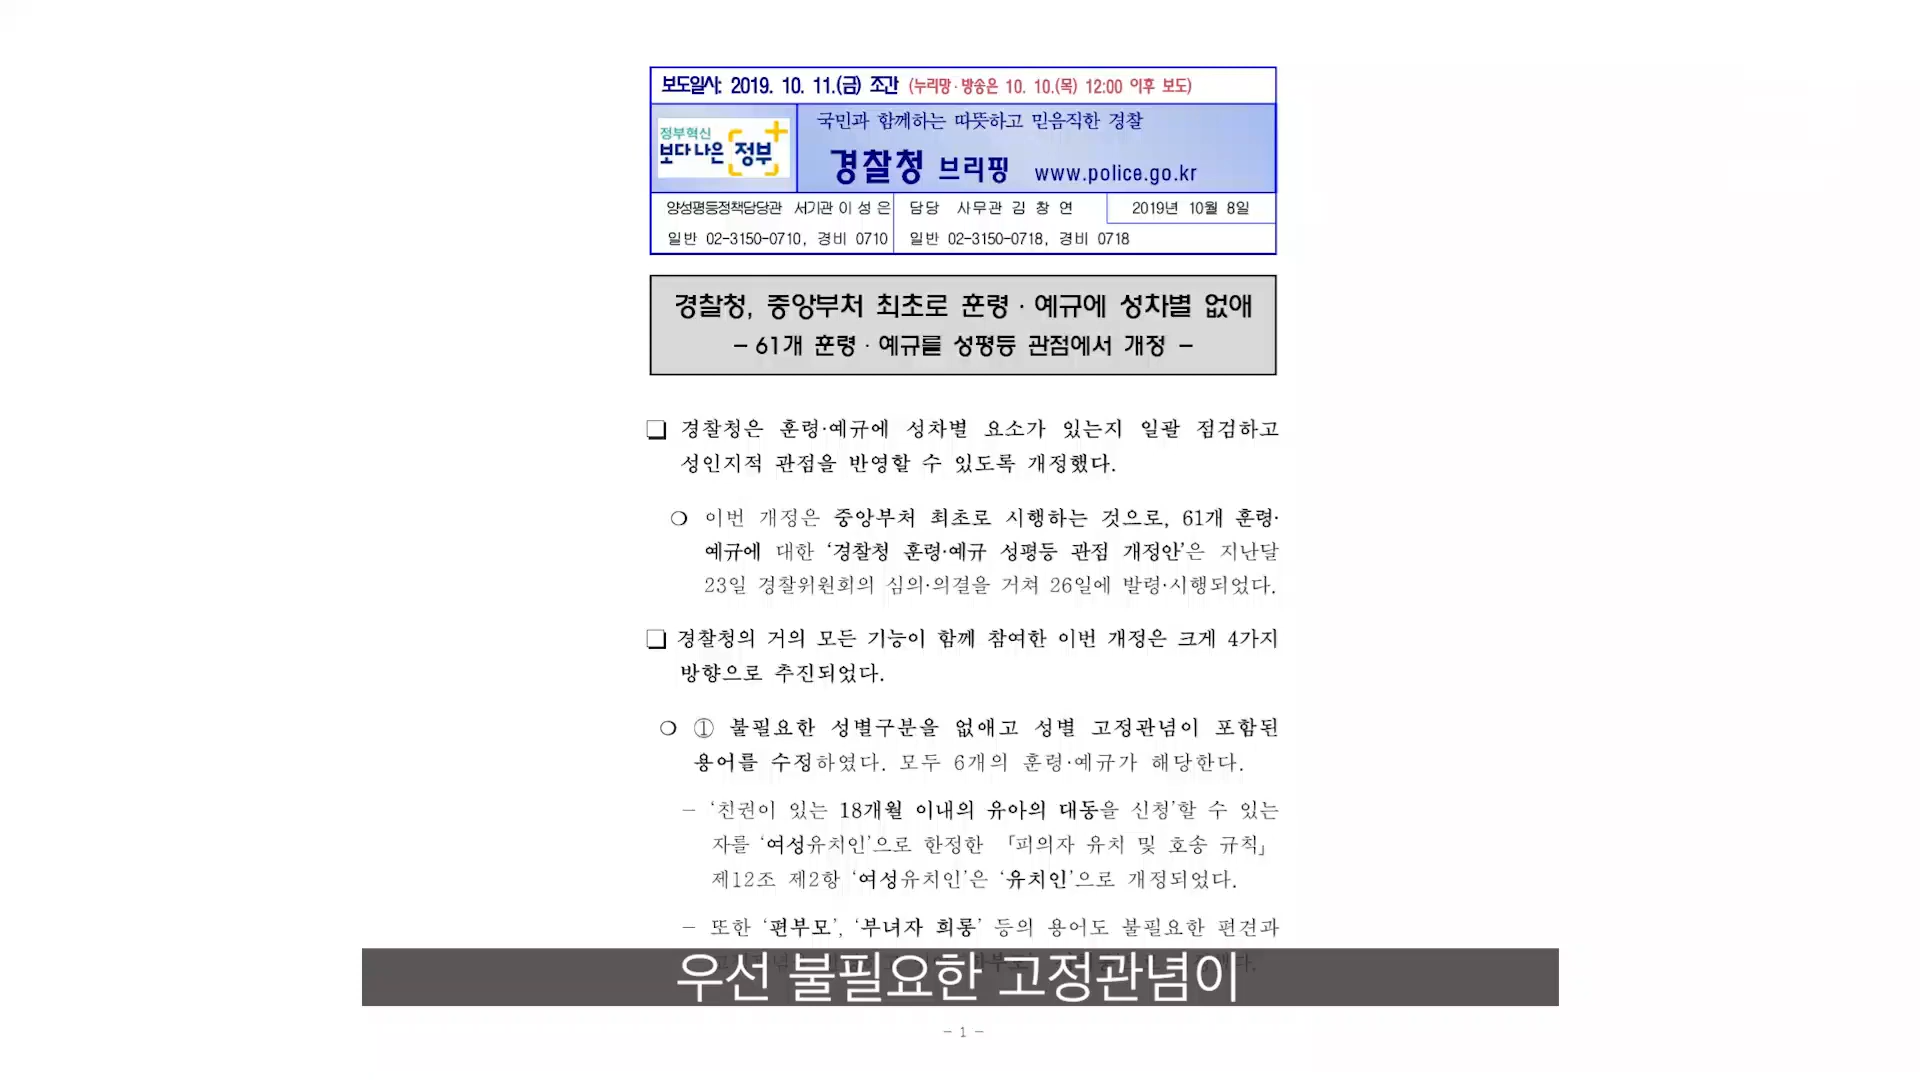 보도일시: 2019. 10. 11.(금) 조간 (누리망·방송은 10. 10.(목) 12:00 이후 보도)
정부혁신
보다 나은 정부
국민과 함께하는 따뜻하고 믿음직한 경찰
경찰청 브리핑 www.police.go.kr
양성평등정책담당관 서기관 이 성 은 담당 사무관 김 창 연 2019년 10월 8일
일반 02-3150-0710, 경비 0710 일반 02-3150-0718, 경비 0718
경찰청, 중앙부처 최초로 훈령·예규에 성차별 없애
- 61개 훈령·예규를 성평등 관점에서 개정 -
❏ 경찰청은 훈령·예규에 성차별 요소가 있는지 일괄 점검하고
성인지적 관점을 반영할 수 있도록 개정했다.
❍ 이번 개정은 중앙부처 최초로 시행하는 것으로, 61개 훈령·
예규에 대한 ‘경찰청 훈령·예규 성평등 관점 개정안’은 지난달
23일 경찰위원회의 심의·의결을 거쳐 26일에 발령·시행되었다.
❏ 경찰청의 거의 모든 기능이 함께 참여한 이번 개정은 크게 4가지
방향으로 추진되었다.
❍ ① 불필요한 성별구분을 없애고 성별 고정관념이 포함된
용어를 수정하였다. 모두 6개의 훈령·예규가 해당한다.
- ‘친권이 있는 18개월 이내의 유아의 대동을 신청’할 수 있는
자를 ‘여성유치인’으로 한정한 「피의자 유치 및 호송 규칙」
제12조 제2항 ‘여성유치인’은 ‘유치인’으로 개정되었다.
- 또한 ‘편부모’, ‘부녀자 희롱’ 등의 용어도 불필요한 편견과
우선 불필요한 고정관념이
- 1 -